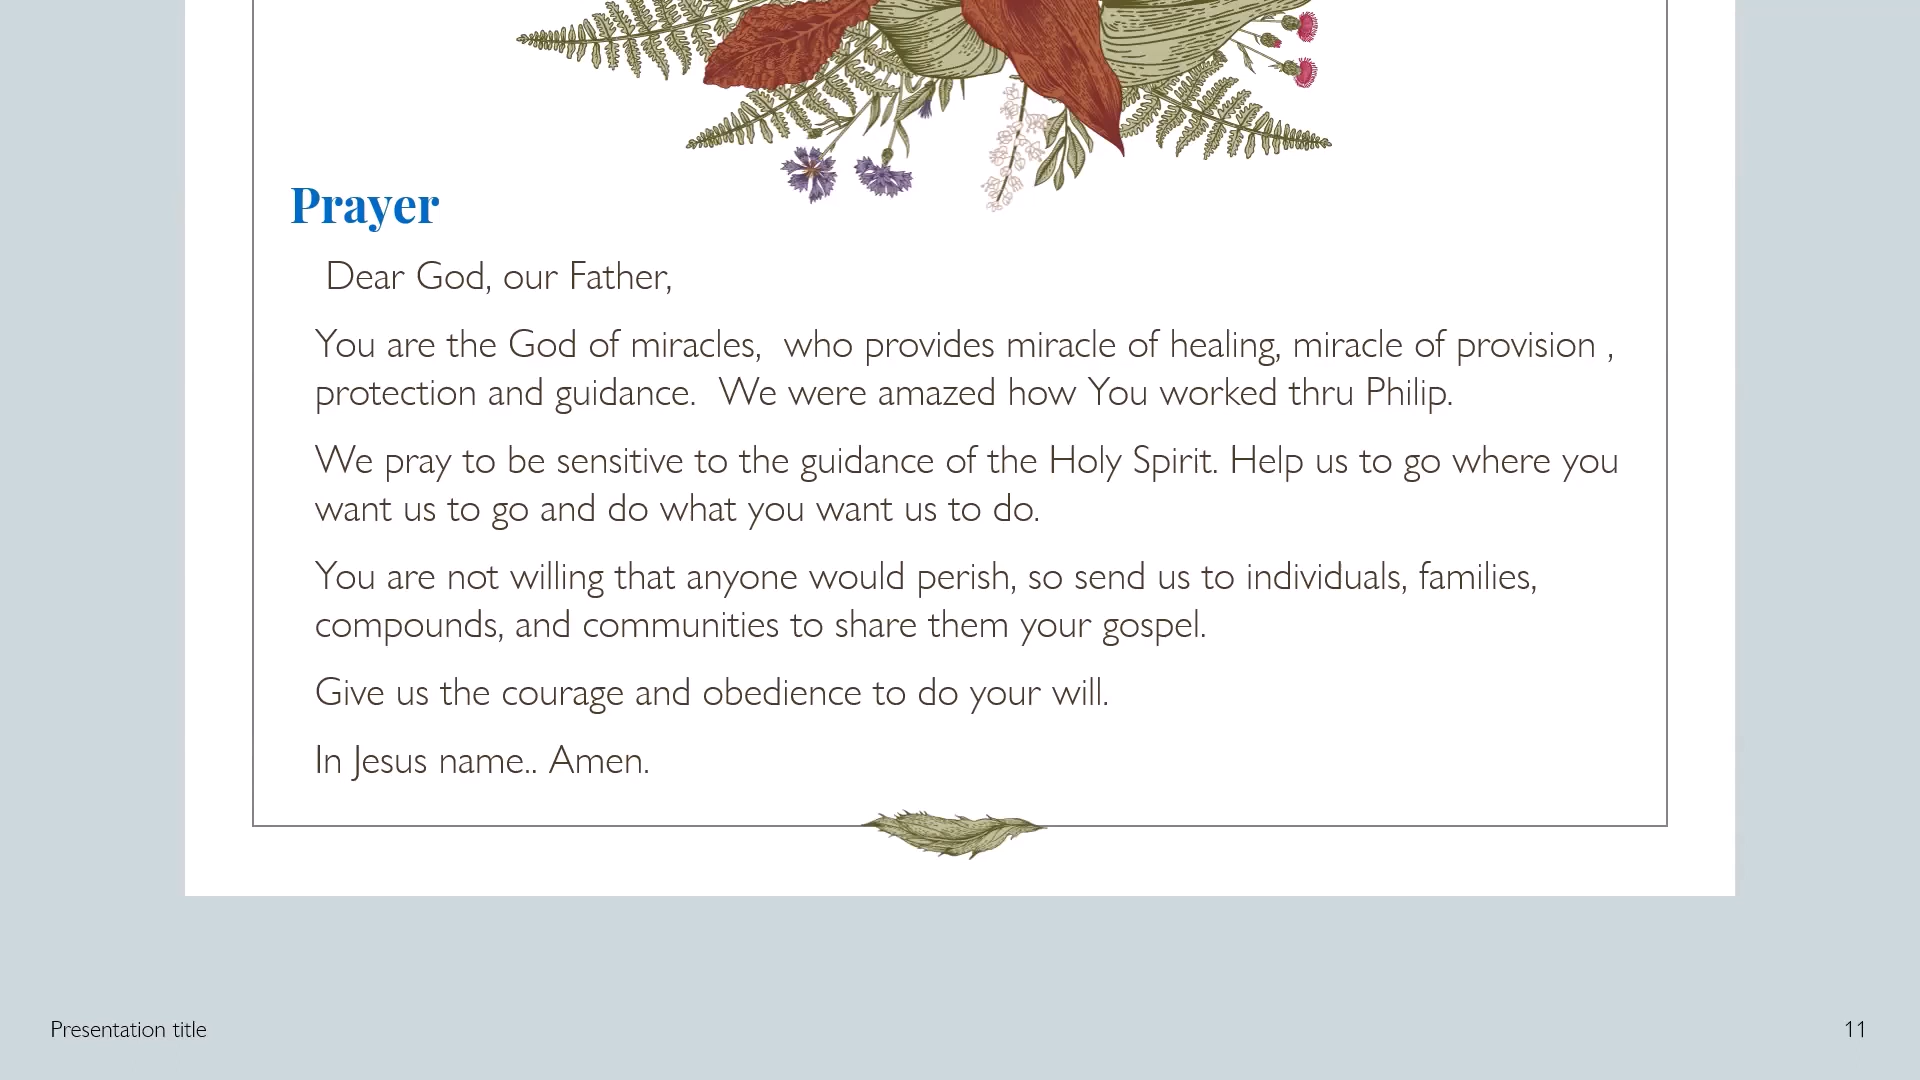 Prayer
Dear God, our Father,
You are the God of miracles,  who provides miracle of healing, miracle of provision ,
protection and guidance.  We were amazed how You worked thru Philip.
We pray to be sensitive to the guidance of the Holy Spirit. Help us to go where you
want us to go and do what you want us to do.
You are not willing that anyone would perish, so send us to individuals, families,
compounds, and communities to share them your gospel.
Give us the courage and obedience to do your will.
In Jesus name.. Amen.
Presentation title
11